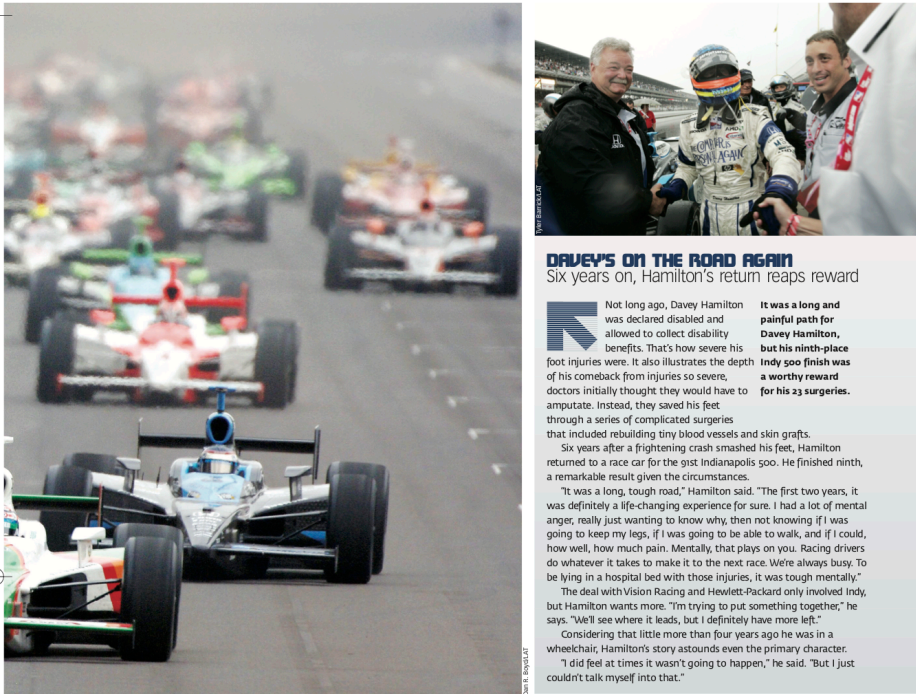 Tyler Barrick/LAT
DAVEY'S ON THE ROAD AGAIN
Six years on, Hamilton's return reaps reward
Not long ago, Davey Hamilton
was declared disabled and
allowed to collect disability
benefits. That's how severe his
foot injuries were. It also illustrates the depth
of his comeback from injuries so severe,
doctors initially thought they would have to
amputate. Instead, they saved his feet
through a series of complicated surgeries
that included rebuilding tiny blood vessels and skin grafts.
Six years after a frightening crash smashed his feet, Hamilton
returned to a race car for the 91st Indianapolis 500. He finished ninth,
a remarkable result given the circumstances.
"It was a long, tough road," Hamilton said. "The first two years, it
was definitely a life-changing experience for sure. I had a lot of mental
anger, really just wanting to know why, then not knowing if I was
going to keep my legs, if I was going to be able to walk, and if I could,
how well, how much pain. Mentally, that plays on you. Racing drivers
do whatever it takes to make it to the next race. We're always busy. To
be lying in a hospital bed with those injuries, it was tough mentally."
The deal with Vision Racing and Hewlett-Packard only involved Indy,
but Hamilton wants more. "I'm trying to put something together," he
says. "We'll see where it leads, but I definitely have more left."
Considering that little more than four years ago he was in a
wheelchair, Hamilton's story astounds even the primary character.
"I did feel at times it wasn't going to happen," he said. "But I just
couldn't talk myself into that."
It was a long and
painful path for
Davey Hamilton,
but his ninth-place
Indy 500 finish was
a worthy reward
for his 23 surgeries.
Dan R. Boyd/LAT
HONDA
THE COMPUTER IS
PERSONAL AGAIN